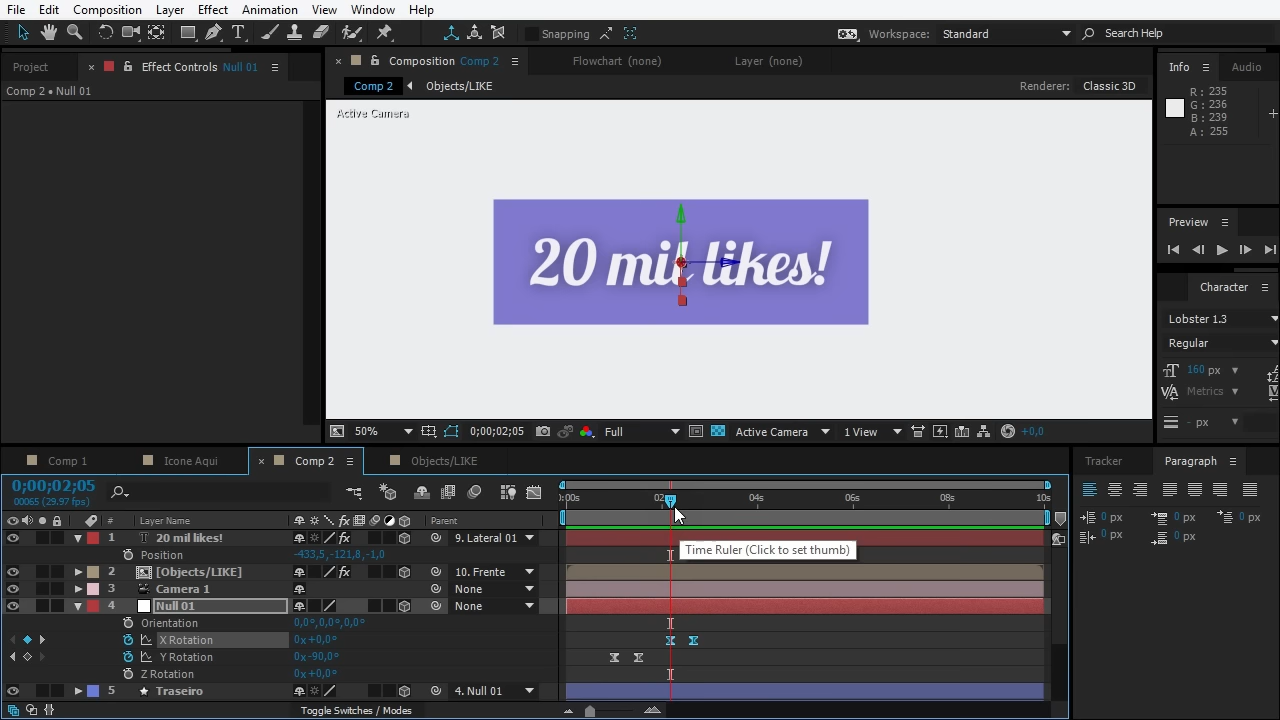 File Edit Composition Layer Effect Animation View Window Help
Snapping Workspace: Standard Search Help
Project × Effect Controls Null 01
Comp 2 • Null 01
× Composition Comp 2 Flowchart (none) Layer (none)
Comp 2 Objects/LIKE Renderer: Classic 3D
Active Camera
20 mil likes!
50% 0;00;02;05 Full Active Camera 1 View +0,0
Info Audio
R : 235
G : 236
B : 239
A : 255
Preview
Character
Lobster 1.3
Regular
160 px
Metrics
- px
Comp 1 Icone Aqui × Comp 2 Objects/LIKE
0;00;02;05
00065 (29.97 fps)
# Layer Name Parent
1 T 20 mil likes! fx 9. Lateral 01
Position -433,5,-121,8,-1,0
2 [Objects/LIKE] fx 10. Frente
3 Camera 1 None
4 Null 01 None
Orientation 0,0°,0,0°,0,0°
X Rotation 0x+0,0°
Y Rotation 0x-90,0°
Z Rotation 0x+0,0°
5 Traseiro 4. Null 01
Toggle Switches / Modes
):00s 02 04s 06s 08s 10s
Time Ruler (Click to set thumb)
Tracker Paragraph
0 px 0 px 0 px
0 px 0 px